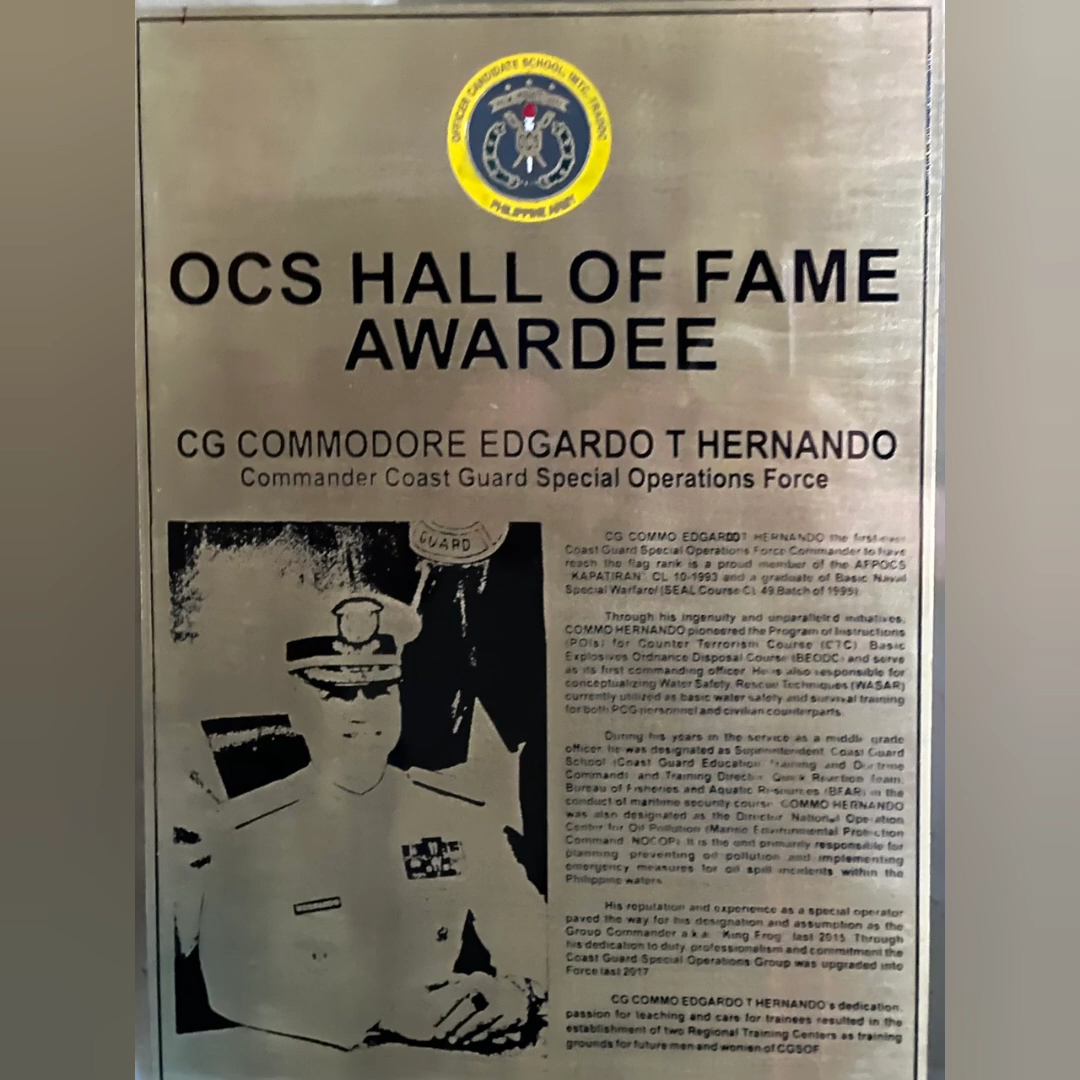 OFFICER CANDIDATE SCHOOL, TRADOC
PHILIPPINE ARMY
OCS HALL OF FAME
AWARDEE
CG COMMODORE EDGARDO T HERNANDO
Commander Coast Guard Special Operations Force
GUARD
CG COMMO EDGARDO T HERNANDO the
Coast Guard Special Operations Force Commander to have
reach the flag rank is a proud member of the AFPOCS
"KAPATIRAN" CL 10-1993 and a graduate of Basic Naval
Special Warfare/ (SEAL Course CL 49 Batch of 1995)
Through his ingenuity and unparalleled initiatives,
COMMO HERNANDO pioneered the Program of Instructions
(POIs) for Counter Terrorism Course (CTC) Basic
Explosives Ordnance Disposal Course (BEODC) and serve
as its first commanding officer. He is also responsible for
conceptualizing Water Safety, Rescue Techniques (WASAR)
currently utilized as basic water safety and survival training
for both PCG personnel and civilian counterparts.
During his years in the service as a middle grade
officer, he was designated as Superintendent, Coast Guard
School (Coast Guard Education Training and Doctrine
Command) and Training Director Quick Reaction Team,
Bureau of Fisheries and Aquatic Resources (BFAR) in the
conduct of maritime security course. COMMO HERNANDO
was also designated as the Director National Operation
Center for Oil Pollution (Marine Environmental Protection
Command NOCOP). It is the unit primarily responsible for
planning preventing oil pollution and implementing
emergency measures for oil spill incidents within the
Philippine waters.
His reputation and experience as a special operator
paved the way for his designation and assumption as the
Group Commander a.k.a. "King Frog" last 2015. Through
his dedication to duty, professionalism and commitment the
Coast Guard Special Operations Group was upgraded into
Force last 2017
CG COMMO EDGARDO T HERNANDO's dedication,
passion for teaching and care for trainees resulted in the
establishment of two Regional Training Centers as training
grounds for future men and women of CGSOF